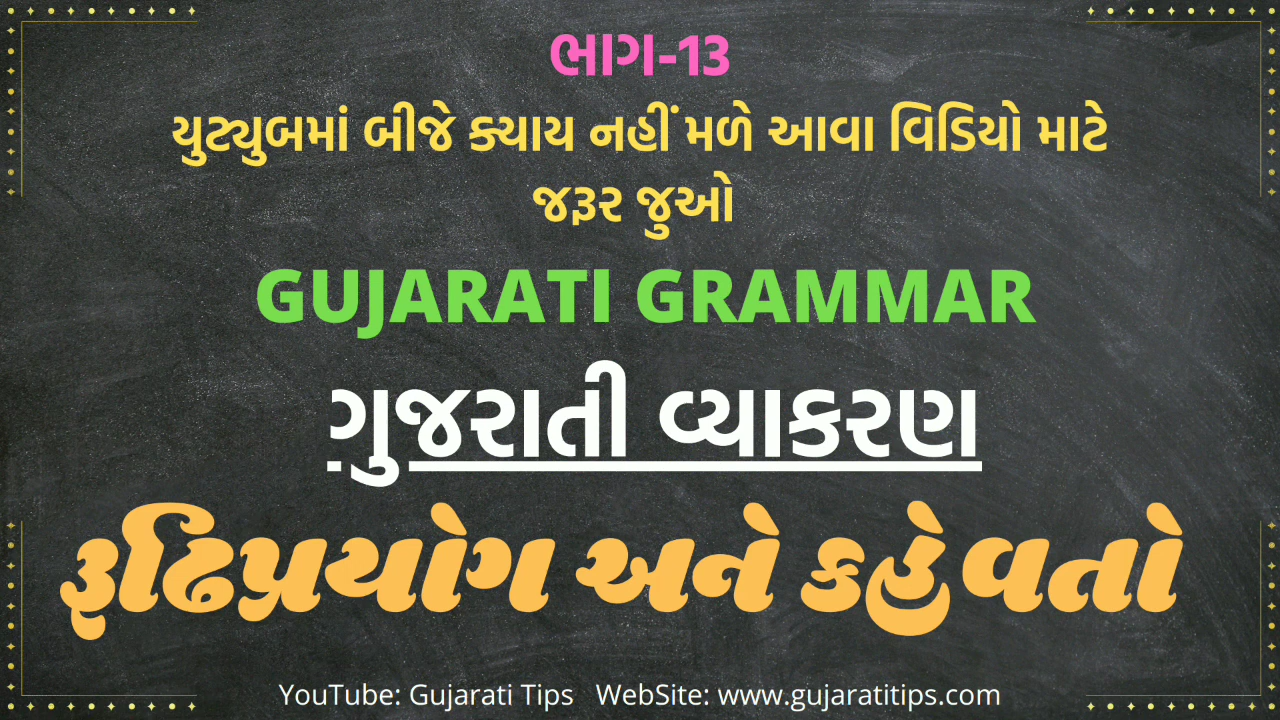 ભાગ-13
યુટ્યુબમાં બીજે ક્યાય નહીં મળે આવા વિડિયો માટે
જરૂર જુઓ
GUJARATI GRAMMAR
ગુજરાતી વ્યાકરણ
રૂઢિપ્રયોગ અને કહેવતો
YouTube: Gujarati Tips WebSite: www.gujaratitips.com